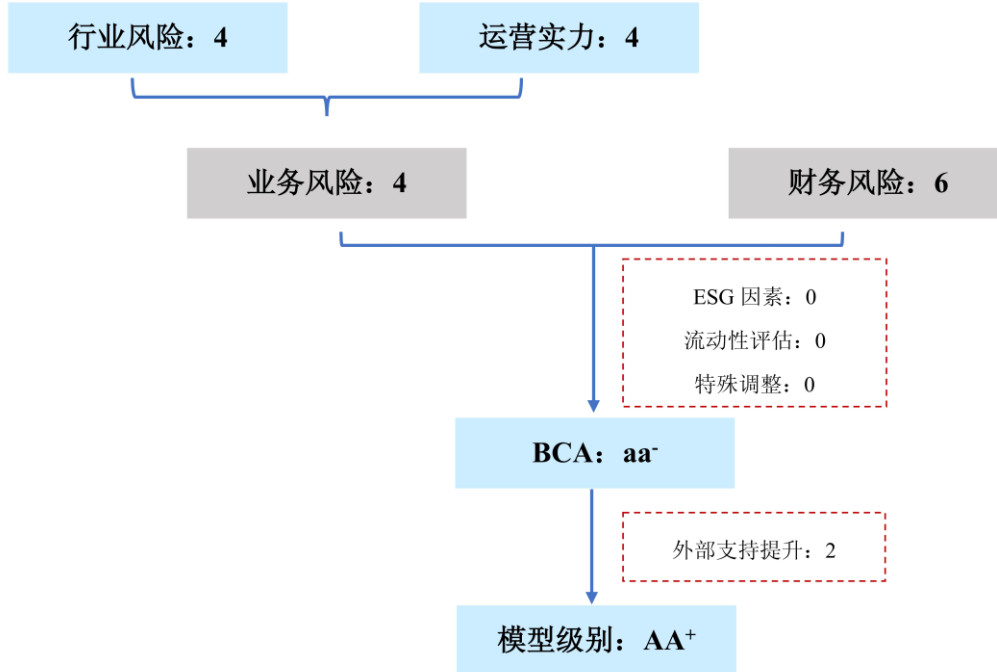 行业风险：4
运营实力：4
业务风险：4
财务风险：6
ESG 因素：0
流动性评估：0
特殊调整：0
BCA：aa⁻
外部支持提升：2
模型级别：AA⁺